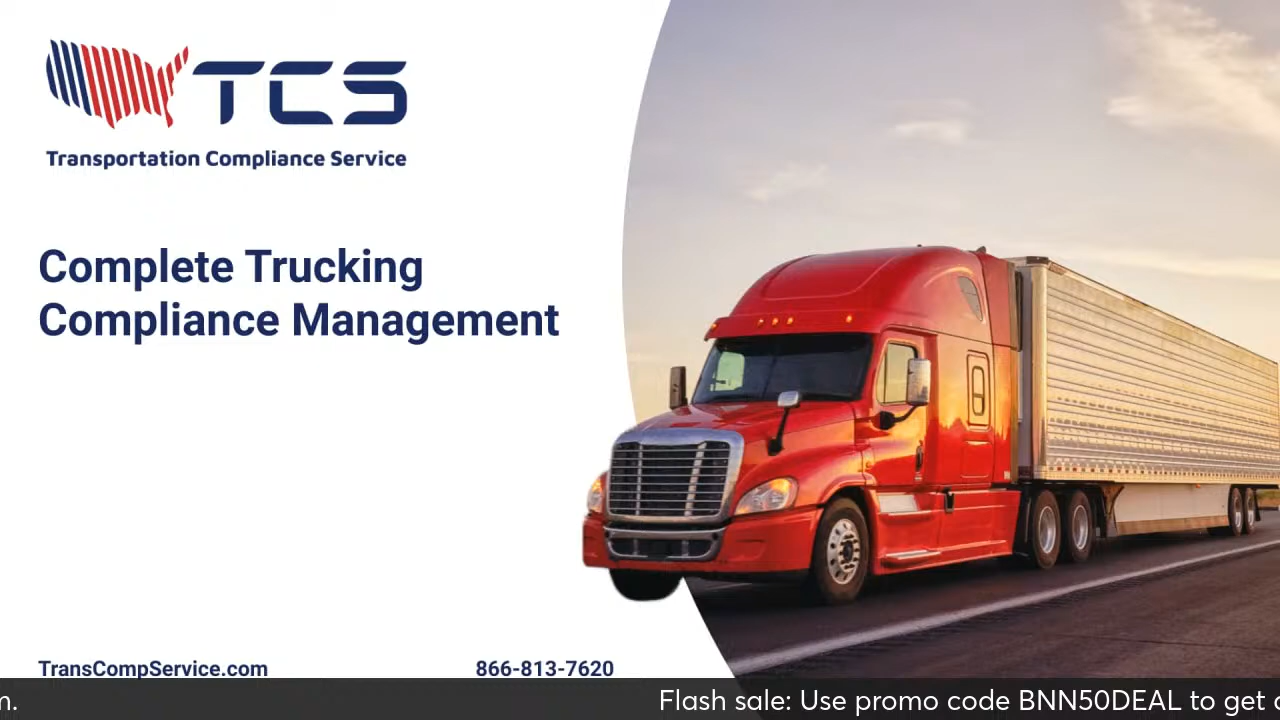 TCS
Transportation Compliance Service
Complete Trucking
Compliance Management
TransCompService.com 866-813-7620
Flash sale: Use promo code BNN50DEAL to get